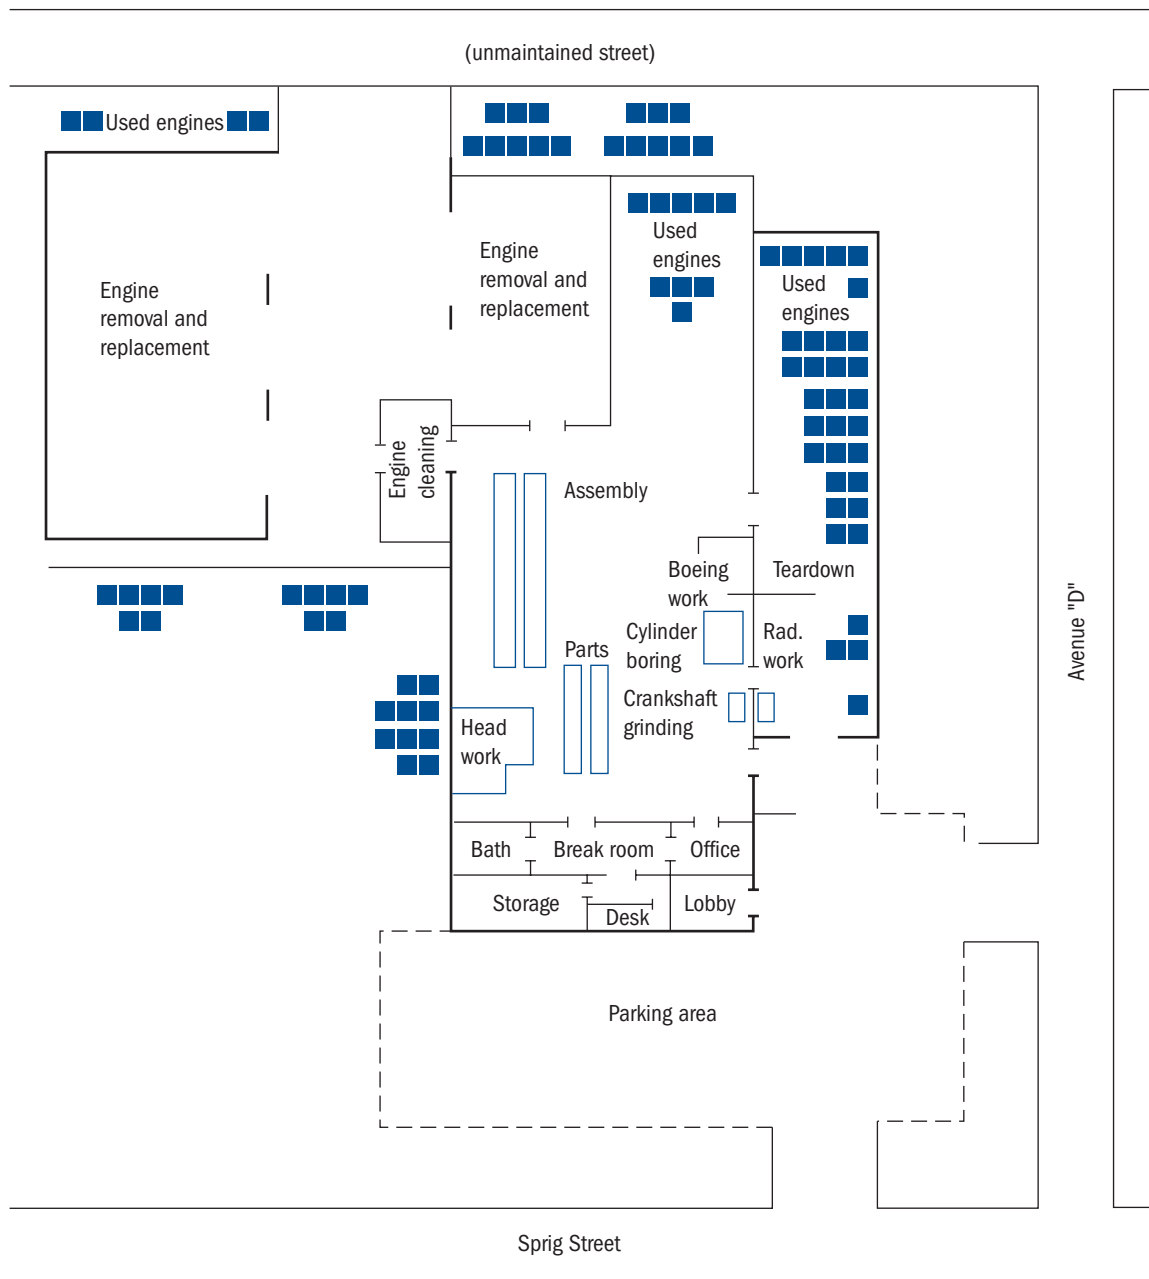 (unmaintained street)
Used engines
Used
engines
Used
engines
Engine
removal and
replacement
Engine
removal and
replacement
Engine
cleaning
Assembly
Boeing
work
Teardown
Cylinder
boring
Rad.
work
Parts
Crankshaft
grinding
Head
work
Avenue "D"
Bath
Break room
Office
Storage
Desk
Lobby
Parking area
Sprig Street